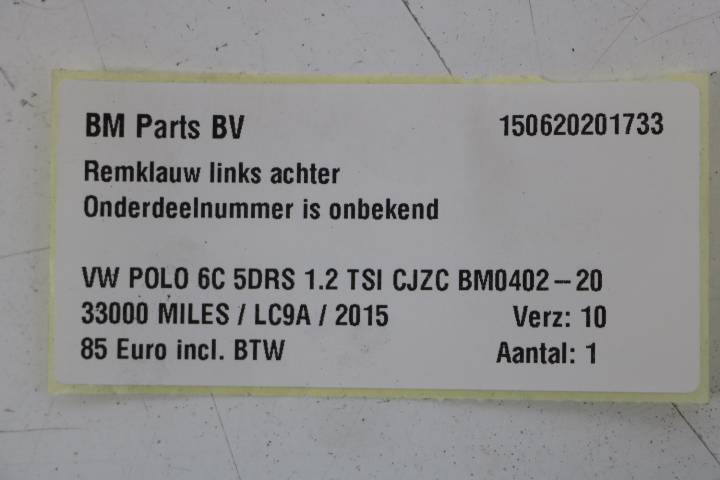 BM Parts BV 150620201733
Remklauw links achter
Onderdeelnummer is onbekend
VW POLO 6C 5DRS 1.2 TSI CJZC BM0402-20
33000 MILES / LC9A / 2015 Verz: 10
85 Euro incl. BTW Aantal: 1